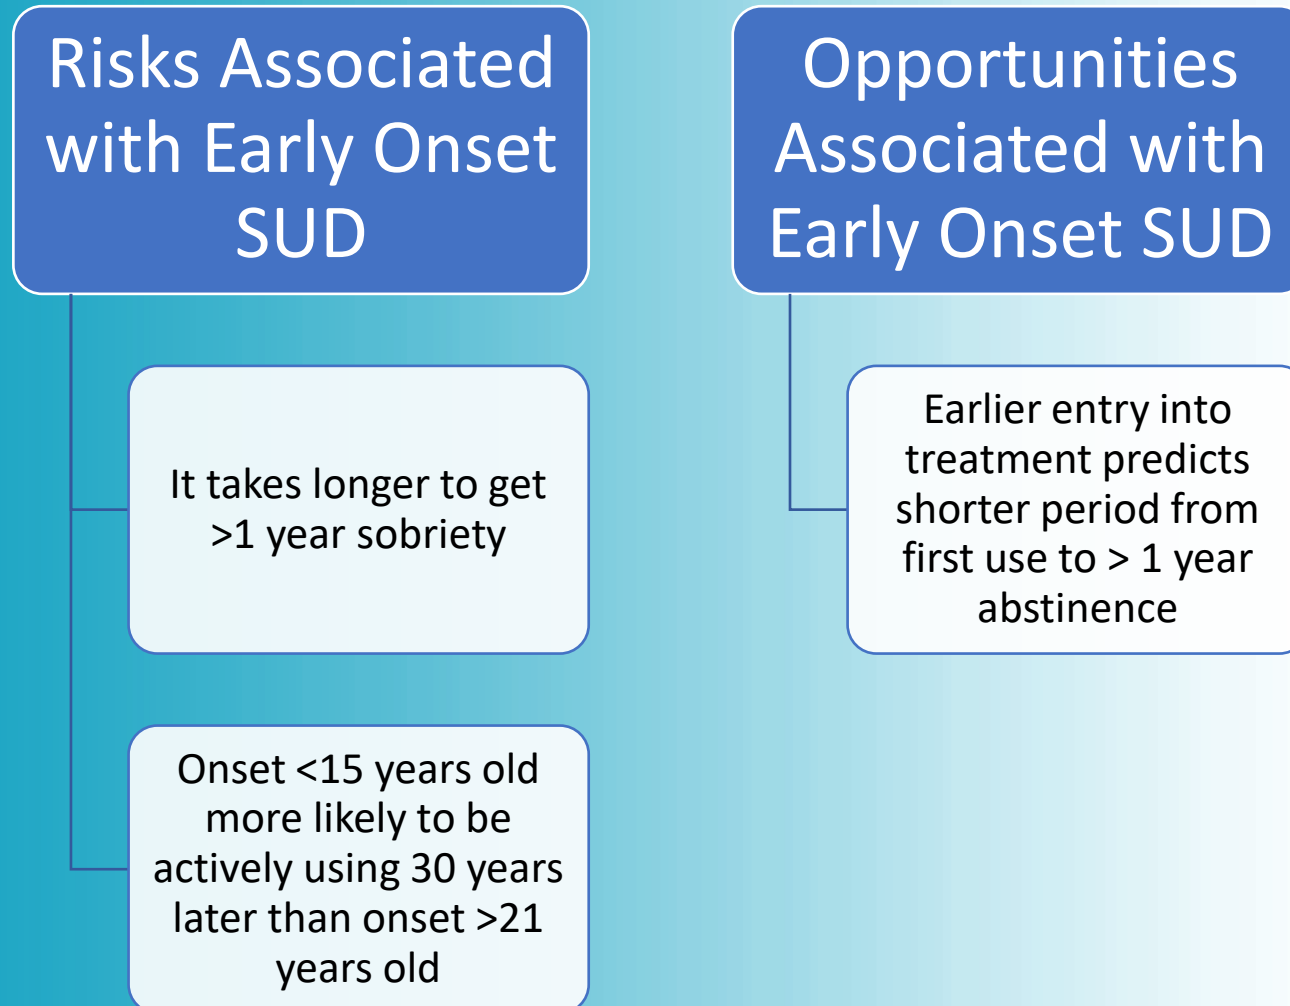 Risks Associated
with Early Onset
SUD
It takes longer to get
>1 year sobriety
Onset <15 years old
more likely to be
actively using 30 years
later than onset >21
years old
Opportunities
Associated with
Early Onset SUD
Earlier entry into
treatment predicts
shorter period from
first use to > 1 year
abstinence